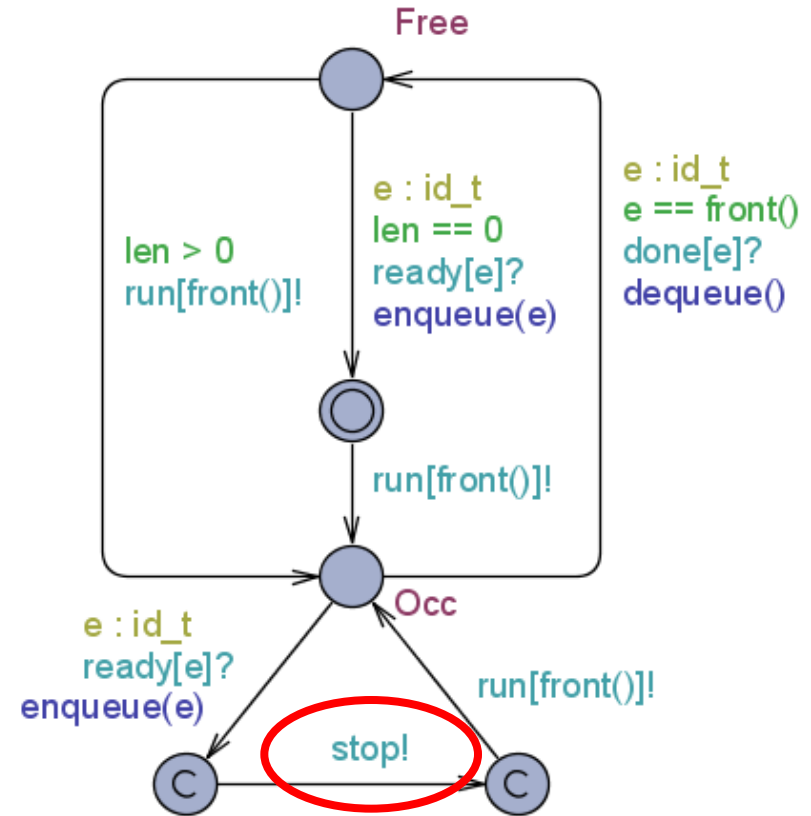 Free
len > 0
run[front()]!
e : id_t
len == 0
ready[e]?
enqueue(e)
e : id_t
e == front()
done[e]?
dequeue()
run[front()]!
Occ
e : id_t
ready[e]?
enqueue(e)
run[front()]!
stop!
C
C